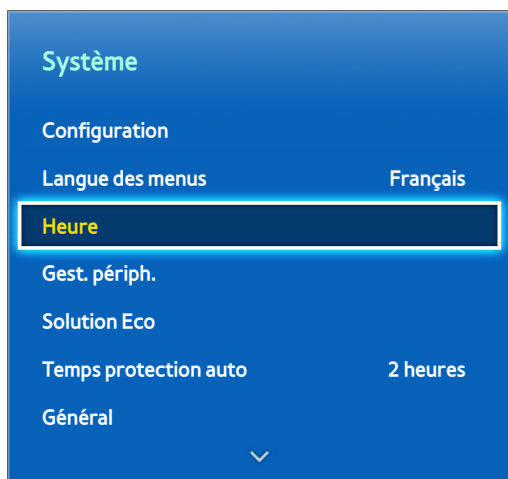 Système
Configuration
Langue des menus Français
Heure
Gest. périph.
Solution Eco
Temps protection auto 2 heures
Général